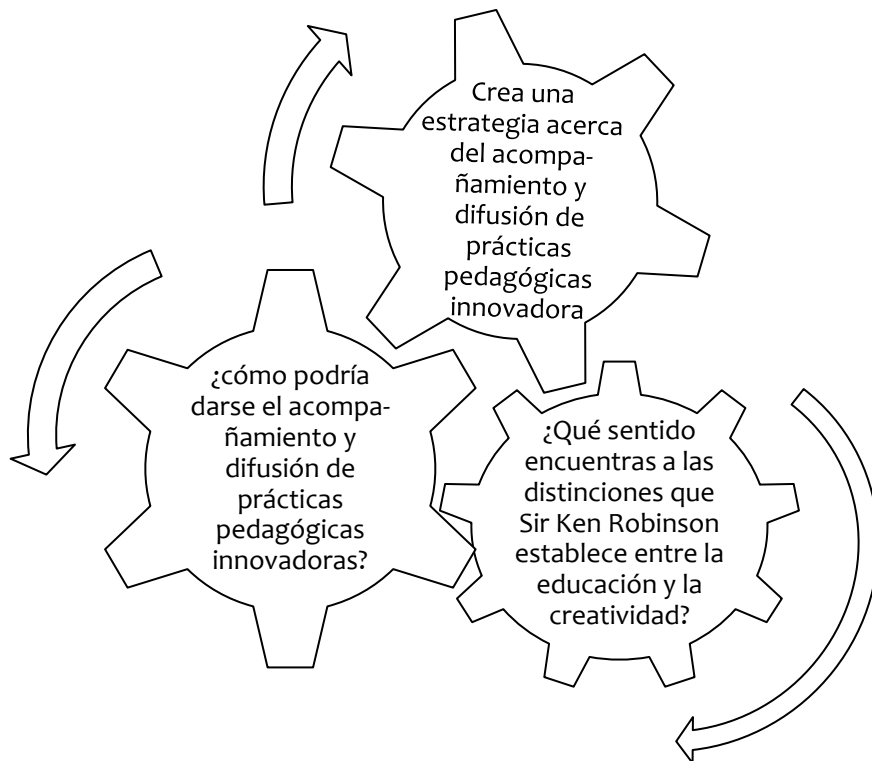 Crea una
estrategia acerca
del acompa-
ñamiento y
difusión de
prácticas
pedagógicas
innovadora
¿cómo podría
darse el acompa-
ñamiento y
difusión de
prácticas
pedagógicas
innovadoras?
¿Qué sentido
encuentras a las
distinciones que
Sir Ken Robinson
establece entre la
educación y la
creatividad?